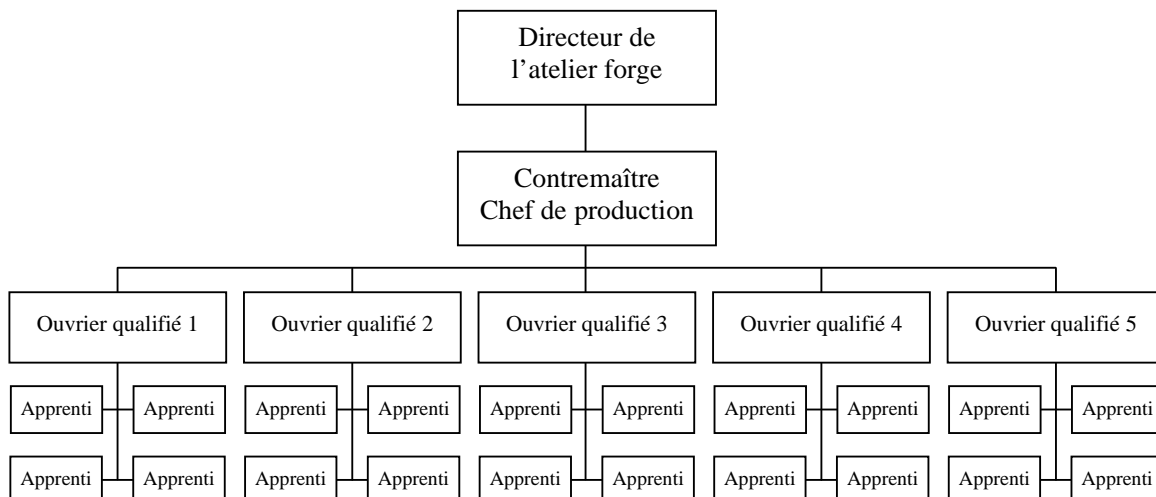 Directeur de
l’atelier forge
Contremaître
Chef de production
Ouvrier qualifié 1
Ouvrier qualifié 2
Ouvrier qualifié 3
Ouvrier qualifié 4
Ouvrier qualifié 5
Apprenti Apprenti Apprenti Apprenti Apprenti Apprenti Apprenti Apprenti Apprenti Apprenti
Apprenti Apprenti Apprenti Apprenti Apprenti Apprenti Apprenti Apprenti Apprenti Apprenti